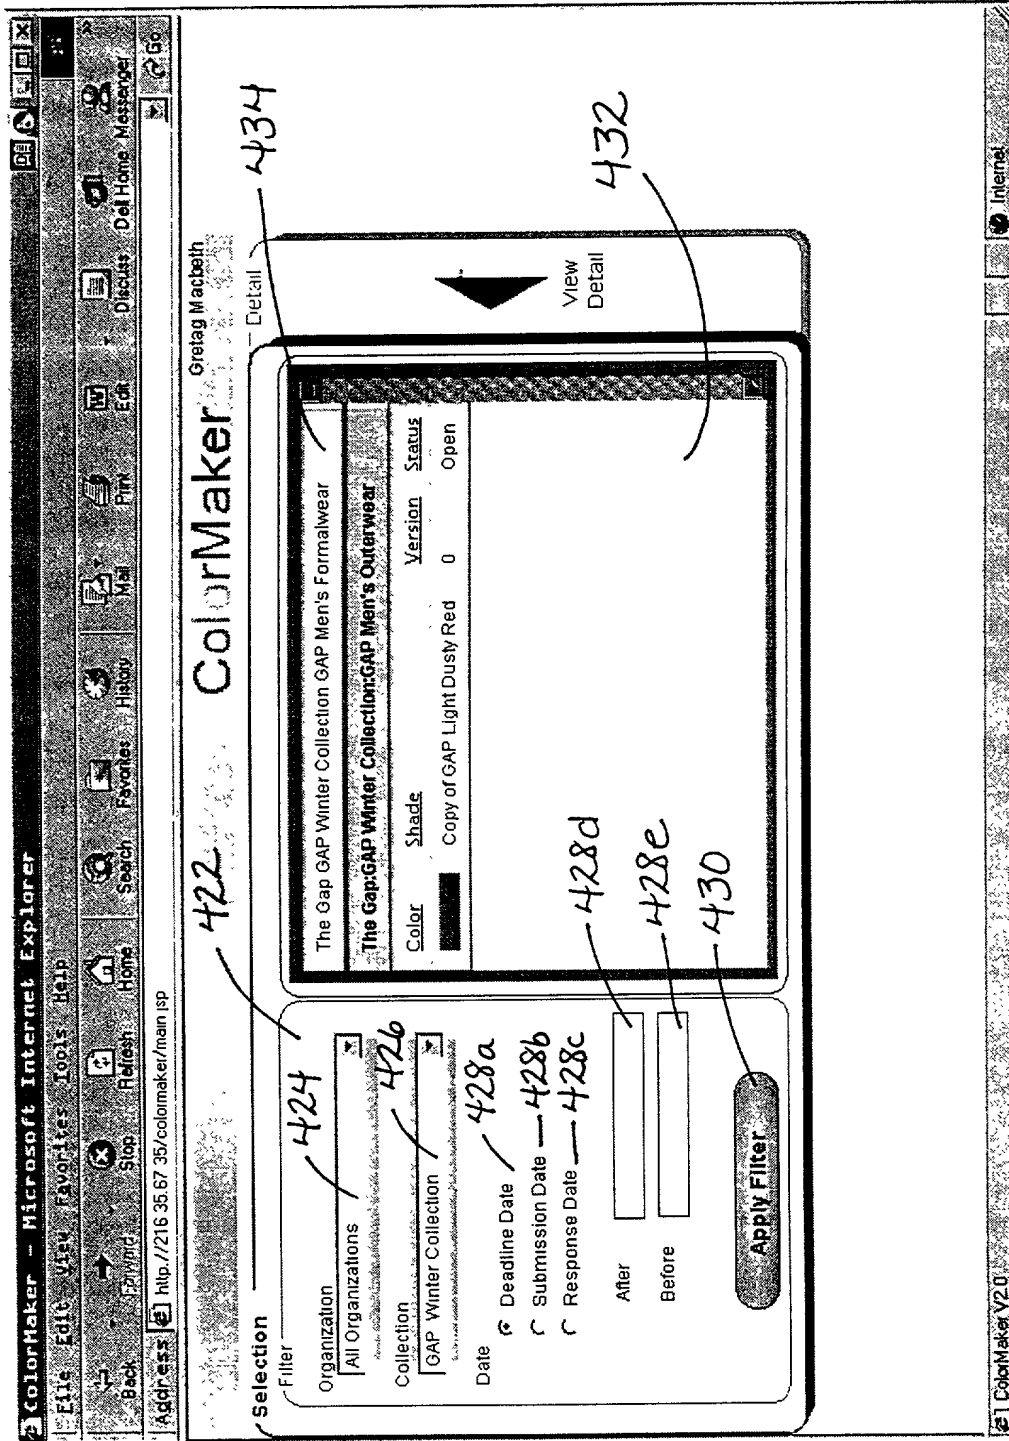 ColorMaker - Microsoft Internet Explorer
File Edit View Favorites Tools Help
Back Forward Stop Refresh Home Search Favorites History Mail Print Edit Discuss Dell Home Messenger
Address http://216 35.67 35/colormaker/main jsp Go
ColorMaker
Gretag Macbeth
422
434
Selection
Detail
Filter
424
Organization
All Organizations
426
Collection
GAP Winter Collection
Date
428a
Deadline Date
Submission Date 428b
Response Date 428c
After
428d
Before
428e
Apply Filter
430
The Gap GAP Winter Collection GAP Men's Formalwear
The Gap:GAP Winter Collection:GAP Men's Outerwear
Color Shade Version Status
Copy of GAP Light Dusty Red 0 Open
432
View
Detail
ColorMaker V2.0
Internet